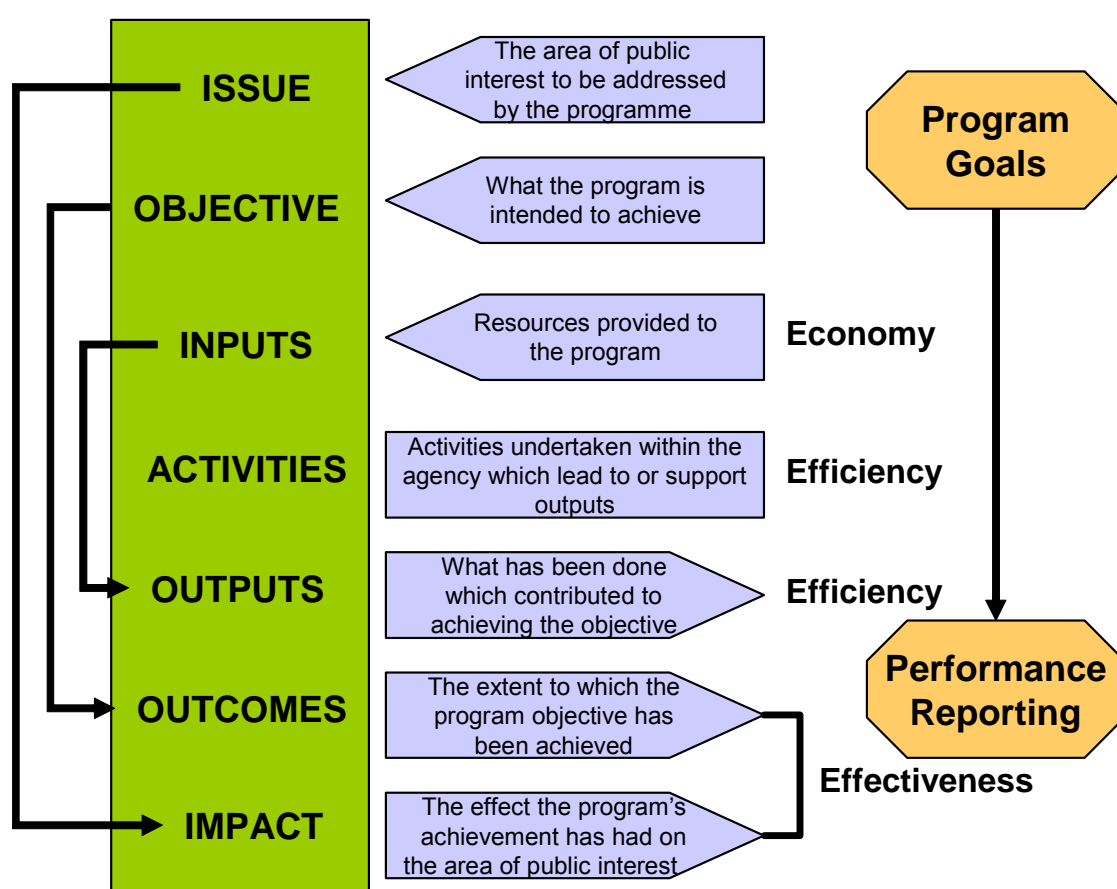 ISSUE
The area of public
interest to be addressed
by the programme
Program
Goals
OBJECTIVE
What the program is
intended to achieve
INPUTS
Resources provided to
the program
Economy
ACTIVITIES
Activities undertaken within the
agency which lead to or support
outputs
Efficiency
OUTPUTS
What has been done
which contributed to
achieving the objective
Efficiency
Performance
Reporting
OUTCOMES
The extent to which the
program objective has
been achieved
Effectiveness
IMPACT
The effect the program's
achievement has had on
the area of public interest